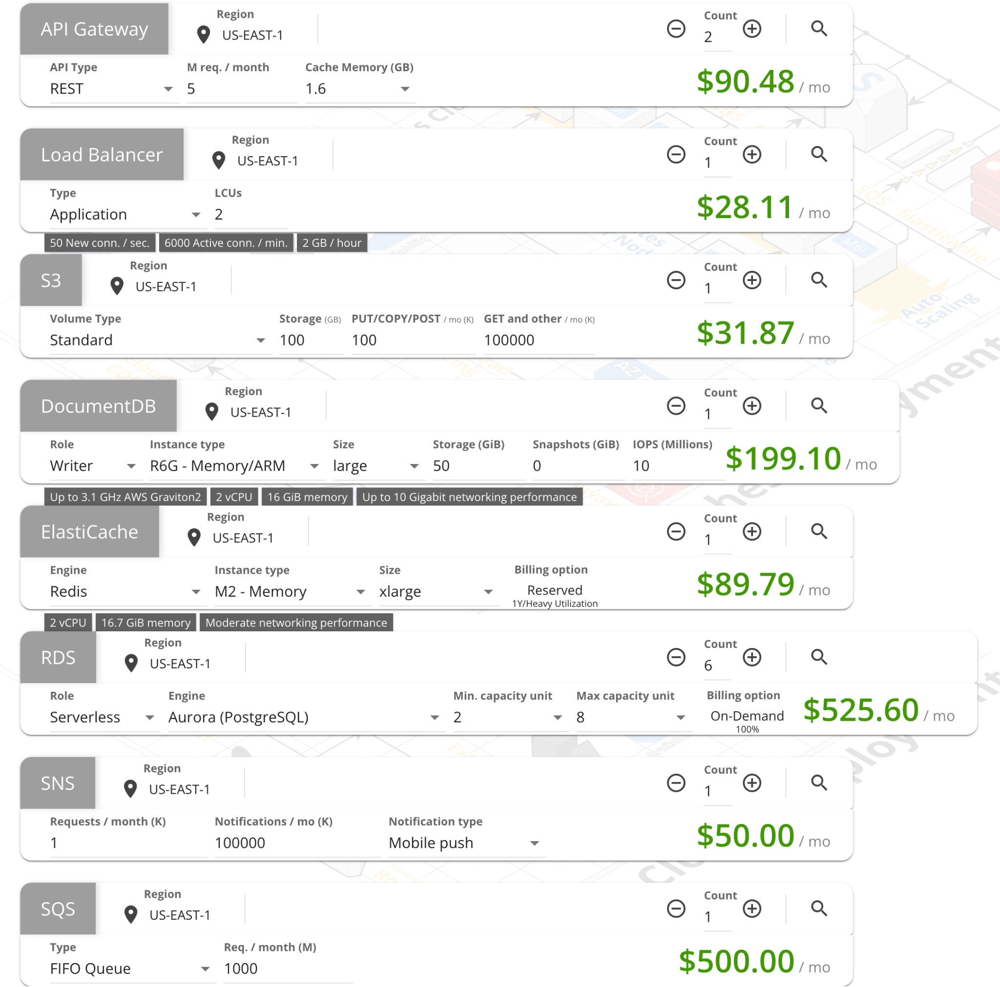 API Gateway
Region
US-EAST-1
Count
2
API Type M req. / month Cache Memory (GB)
REST 5 1.6
$90.48 / mo
Load Balancer
Region
US-EAST-1
Count
1
Type LCUs
Application 2
$28.11 / mo
50 New conn. / sec. 6000 Active conn. / min. 2 GB / hour
S3
Region
US-EAST-1
Count
1
Volume Type Storage (GB) PUT/COPY/POST / mo (K) GET and other / mo (K)
Standard 100 100 100000
$31.87 / mo
DocumentDB
Region
US-EAST-1
Count
1
Role Instance type Size Storage (GiB) Snapshots (GiB) IOPS (Millions)
Writer R6G - Memory/ARM large 50 0 10
$199.10 / mo
Up to 3.1 GHz AWS Graviton2 2 vCPU 16 GiB memory Up to 10 Gigabit networking performance
ElastiCache
Region
US-EAST-1
Count
1
Engine Instance type Size Billing option
Redis M2 - Memory xlarge Reserved
1Y/Heavy Utilization
$89.79 / mo
2 vCPU 16.7 GiB memory Moderate networking performance
RDS
Region
US-EAST-1
Count
6
Role Engine Min. capacity unit Max capacity unit Billing option
Serverless Aurora (PostgreSQL) 2 8 On-Demand
100%
$525.60 / mo
SNS
Region
US-EAST-1
Count
1
Requests / month (K) Notifications / mo (K) Notification type
1 100000 Mobile push
$50.00 / mo
SQS
Region
US-EAST-1
Count
1
Type Req. / month (M)
FIFO Queue 1000
$500.00 / mo
SQS Elasticache
M6i
Auto
Scaling
AZ